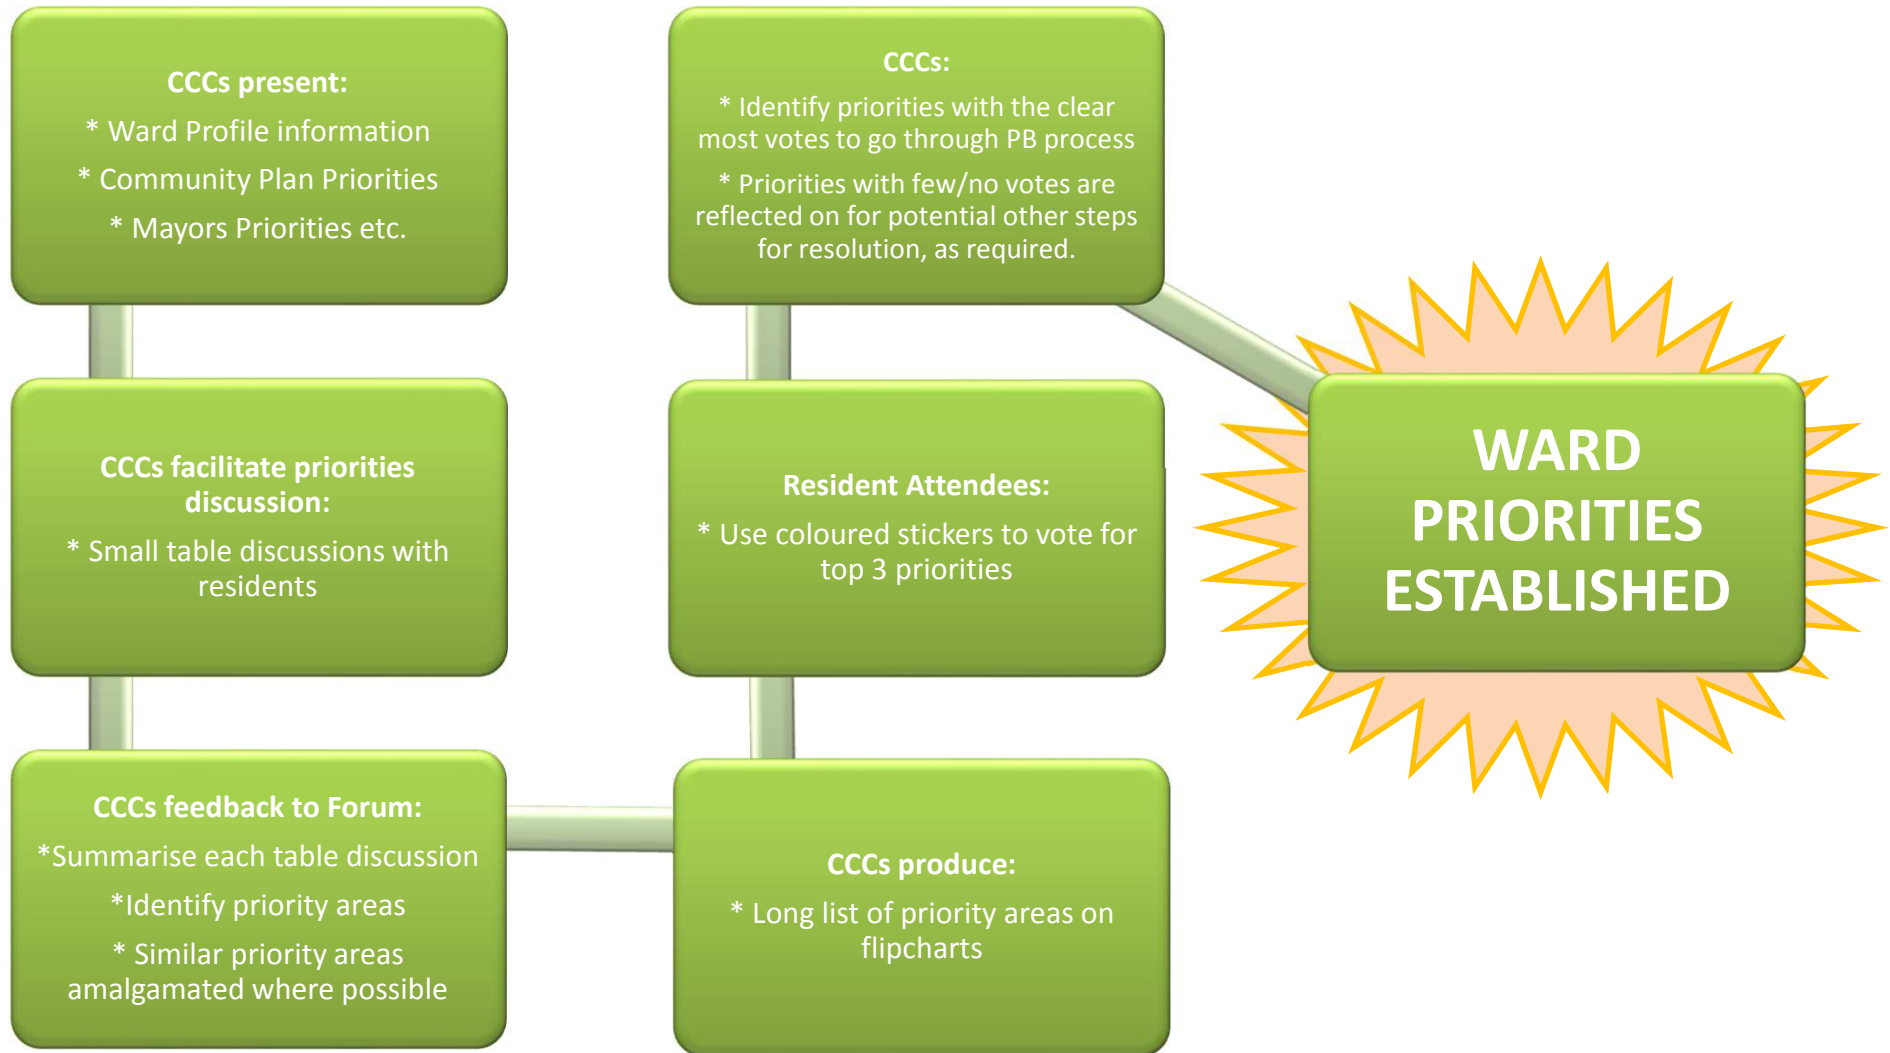 CCCs present:
* Ward Profile information
* Community Plan Priorities
* Mayors Priorities etc.
CCCs facilitate priorities
discussion:
* Small table discussions with
residents
CCCs feedback to Forum:
*Summarise each table discussion
*Identify priority areas
* Similar priority areas
amalgamated where possible
CCCs produce:
* Long list of priority areas on
flipcharts
Resident Attendees:
* Use coloured stickers to vote for
top 3 priorities
CCCs:
* Identify priorities with the clear
most votes to go through PB process
* Priorities with few/no votes are
reflected on for potential other steps
for resolution, as required.
WARD
PRIORITIES
ESTABLISHED